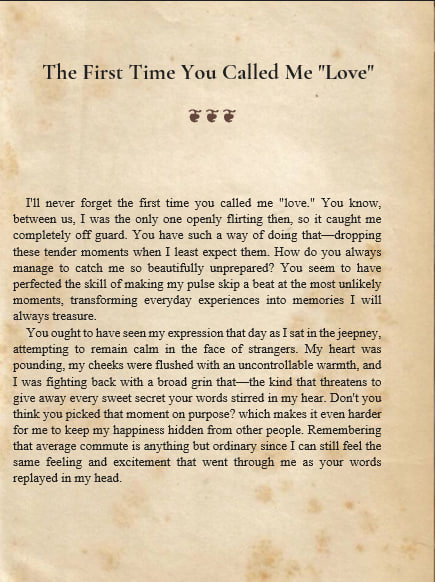 The First Time You Called Me "Love"
I'll never forget the first time you called me "love." You know,
between us, I was the only one openly flirting then, so it caught me
completely off guard. You have such a way of doing that—dropping
these tender moments when I least expect them. How do you always
manage to catch me so beautifully unprepared? You seem to have
perfected the skill of making my pulse skip a beat at the most unlikely
moments, transforming everyday experiences into memories I will
always treasure.
You ought to have seen my expression that day as I sat in the jeepney,
attempting to remain calm in the face of strangers. My heart was
pounding, my cheeks were flushed with an uncontrollable warmth, and
I was fighting back with a broad grin that—the kind that threatens to
give away every sweet secret your words stirred in my hear. Don't you
think you picked that moment on purpose? which makes it even harder
for me to keep my happiness hidden from other people. Remembering
that average commute is anything but ordinary since I can still feel the
same feeling and excitement that went through me as your words
replayed in my head.